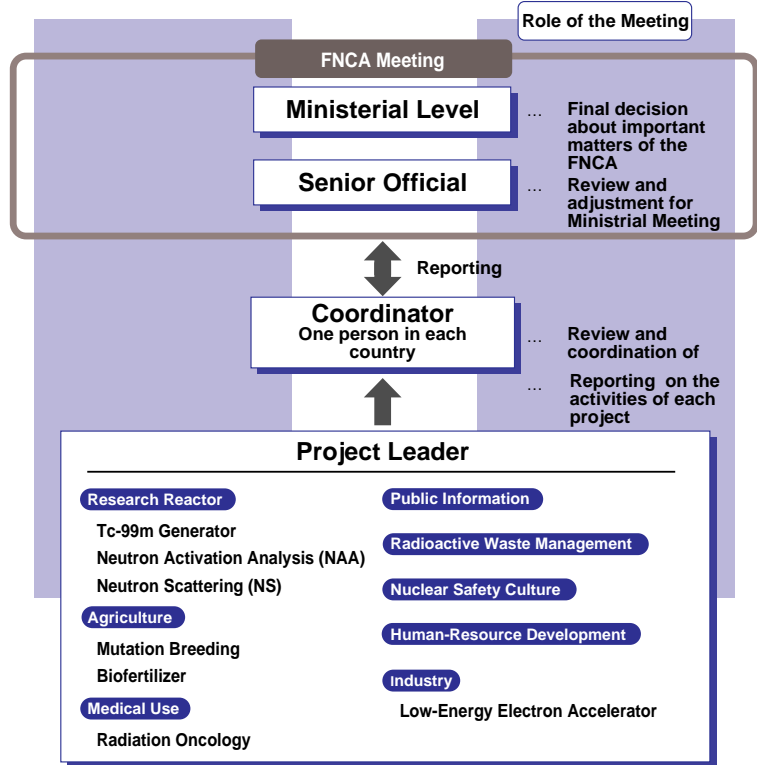 Role of the Meeting
FNCA Meeting
Ministerial Level
... Final decision
about important
matters of the
FNCA
Senior Official
... Review and
adjustment for
Ministrial Meeting
Reporting
Coordinator
One person in each
country
... Review and
coordination of
... Reporting on the
activities of each
project
Project Leader
Research Reactor
Tc-99m Generator
Neutron Activation Analysis (NAA)
Neutron Scattering (NS)
Agriculture
Mutation Breeding
Biofertilizer
Medical Use
Radiation Oncology
Public Information
Radioactive Waste Management
Nuclear Safety Culture
Human-Resource Development
Industry
Low-Energy Electron Accelerator